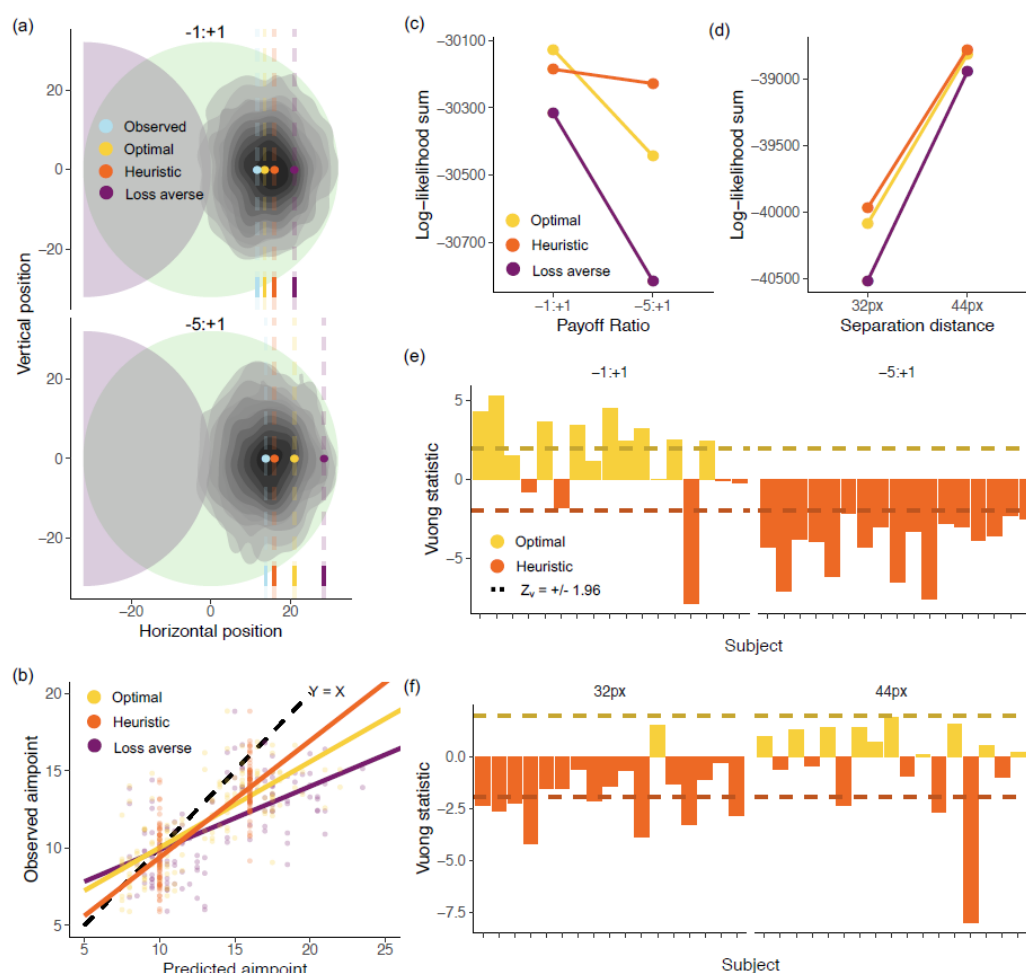 (a)
-1:+1
20
0
−20
Observed
Optimal
Heuristic
Loss averse
Vertical position
-5:+1
20
0
−20
−20
0
20
Horizontal position
(b)
20
15
10
5
Optimal
Heuristic
Loss averse
Y = X
Observed aimpoint
5
10
15
20
25
Predicted aimpoint
(c)
−30100
−30300
−30500
−30700
Log−likelihood sum
Optimal
Heuristic
Loss averse
−1:+1
−5:+1
Payoff Ratio
(d)
−39000
−39500
−40000
−40500
Log−likelihood sum
32px
44px
Separation distance
(e)
−1:+1
−5:+1
5
0
−5
Vuong statistic
Optimal
Heuristic
Zv = +/- 1.96
Subject
(f)
32px
44px
0.0
−2.5
−5.0
−7.5
Vuong statistic
Subject